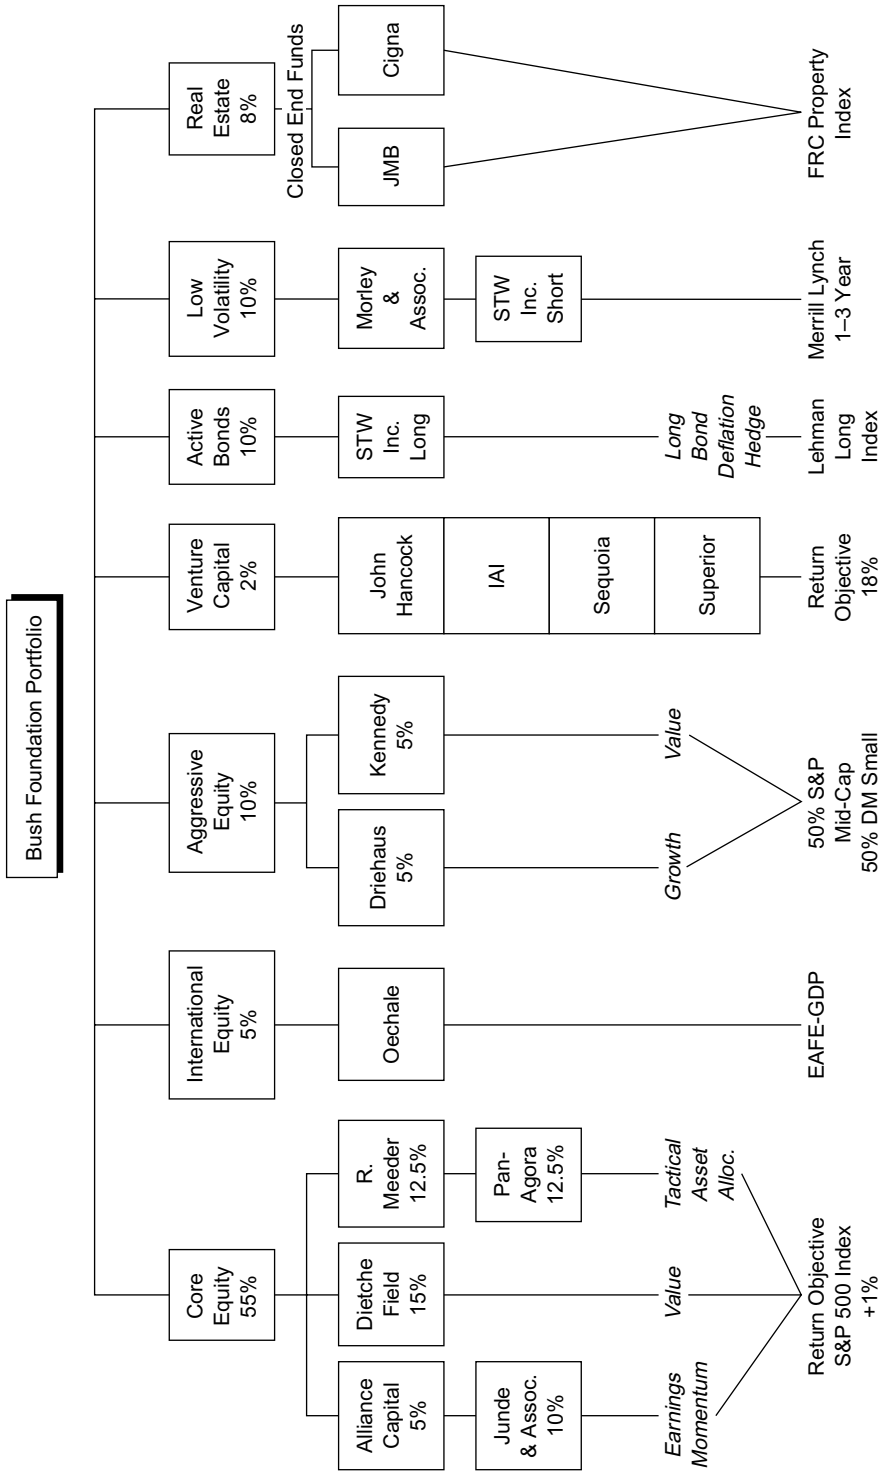 Bush Foundation Portfolio
Core
Equity
55%
International
Equity
5%
Aggressive
Equity
10%
Venture
Capital
2%
Active
Bonds
10%
Low
Volatility
10%
Real
Estate
8%
Closed End Funds
Alliance
Capital
5%
Dietche
Field
15%
R.
Meeder
12.5%
Oechale
Driehaus
5%
Kennedy
5%
John
Hancock
IAI
Sequoia
Superior
STW
Inc.
Long
Morley
&
Assoc.
JMB
Cigna
Junde
& Assoc.
10%
Pan-
Agora
12.5%
STW
Inc.
Short
Earnings
Momentum
Value
Tactical
Asset
Alloc.
Growth
Value
Long
Bond
Deflation
Hedge
Return Objective
S&P 500 Index
+1%
EAFE-GDP
50% S&P
Mid-Cap
50% DM Small
Return
Objective
18%
Lehman
Long
Index
Merrill Lynch
1–3 Year
FRC Property
Index